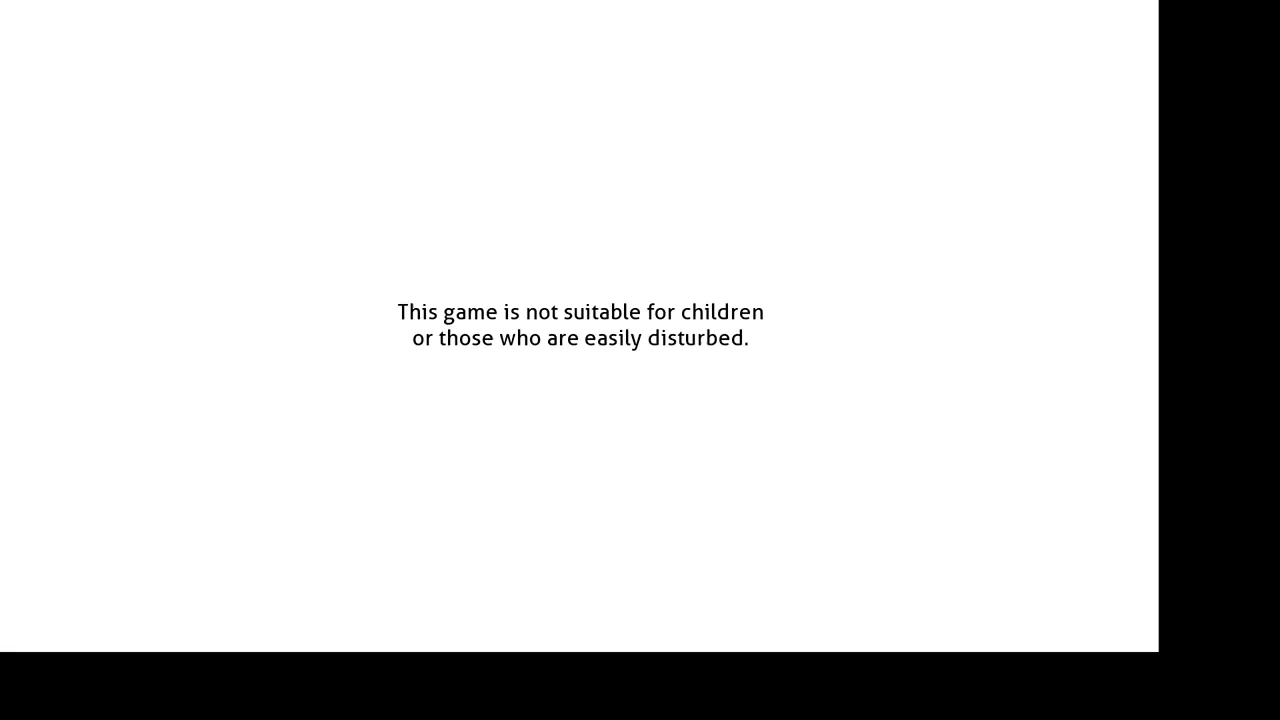 This game is not suitable for children
or those who are easily disturbed.